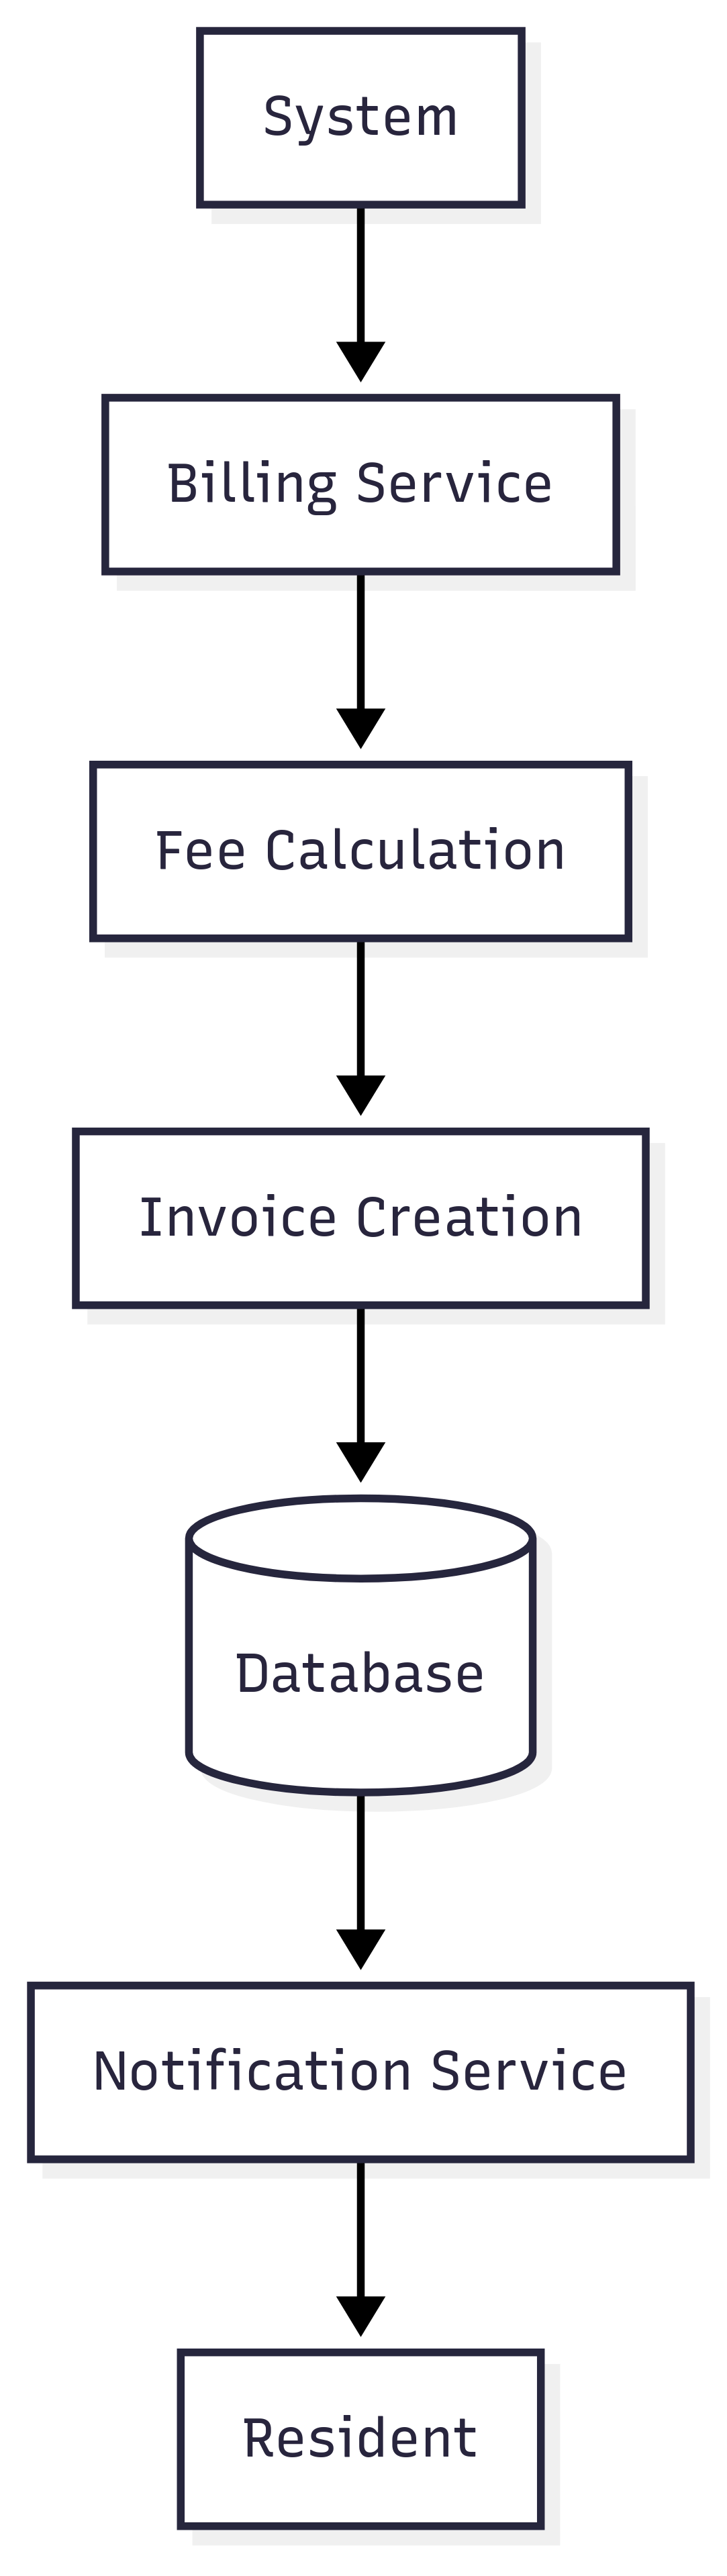 System
Billing Service
Fee Calculation
Invoice Creation
Database
Notification Service
Resident